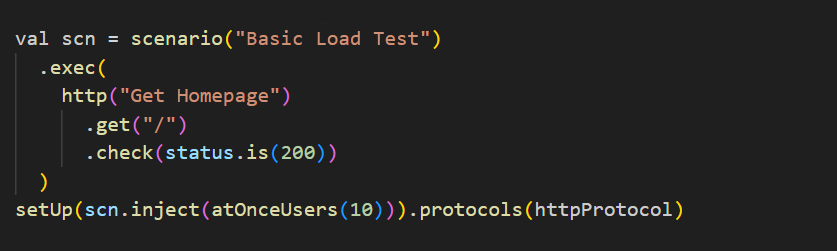 val scn = scenario("Basic Load Test")
.exec(
http("Get Homepage")
.get("/")
.check(status.is(200))
)
setUp(scn.inject(atOnceUsers(10))).protocols(httpProtocol)